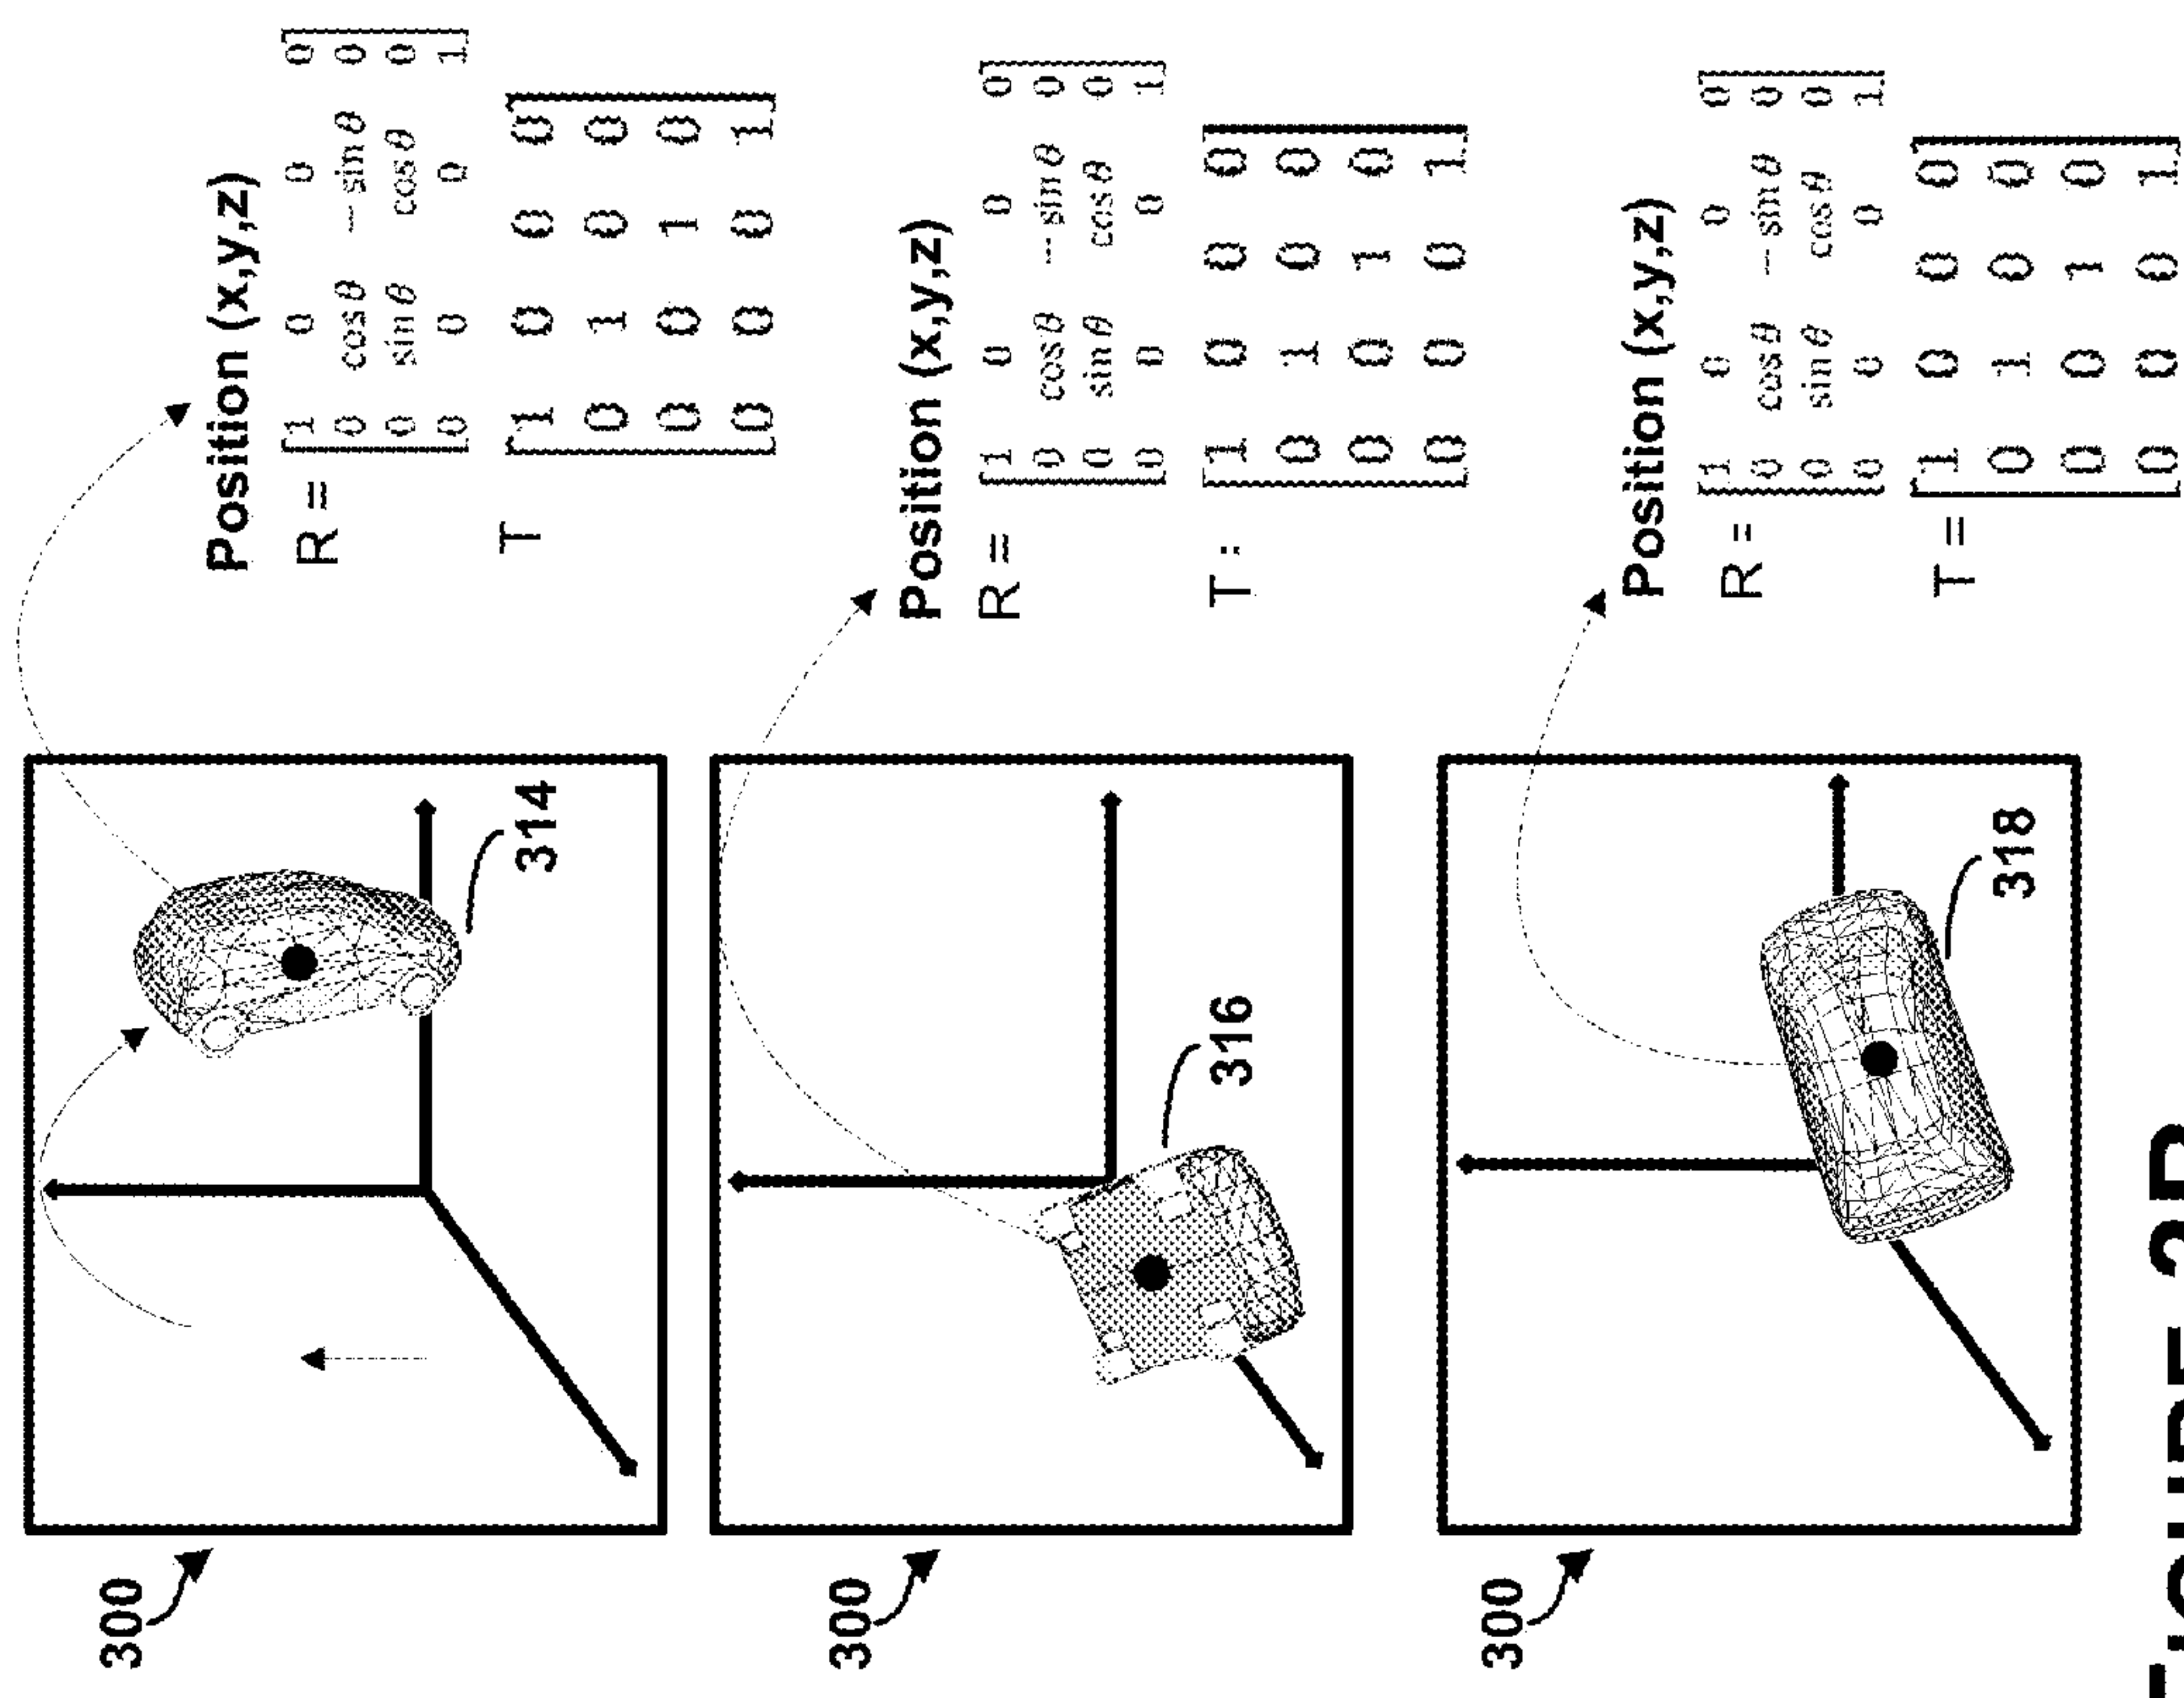 300
314
Position (x,y,z)
R = [1 0 0 0
0 cos θ − sin θ 0
0 sin θ cos θ 0
0 0 0 1]
T [1 0 0 0
0 1 0 0
0 0 1 0
0 0 0 1]
300
316
Position (x,y,z)
R = [1 0 0 0
0 cos θ − sin θ 0
0 sin θ cos θ 0
0 0 0 1]
T = [1 0 0 0
0 1 0 0
0 0 1 0
0 0 0 1]
300
318
Position (x,y,z)
R = [1 0 0 0
0 cos θ − sin θ 0
0 sin θ cos θ 0
0 0 0 1]
T = [1 0 0 0
0 1 0 0
0 0 1 0
0 0 0 1]